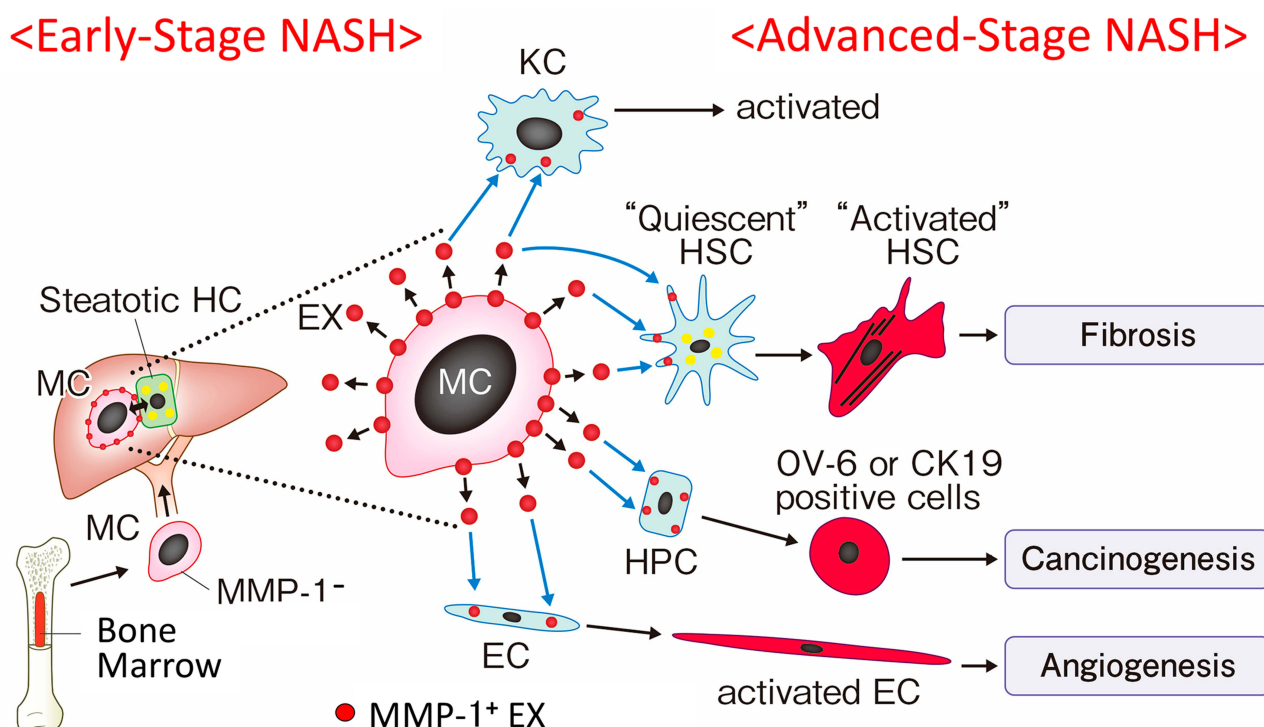 <Early-Stage NASH>
<Advanced-Stage NASH>
KC
activated
"Quiescent"
HSC
"Activated"
HSC
Steatotic HC
EX
MC
MC
Fibrosis
OV-6 or CK19
positive cells
MC
HPC
Cancinogenesis
MMP-1⁻
Bone
Marrow
EC
activated EC
Angiogenesis
MMP-1⁺ EX